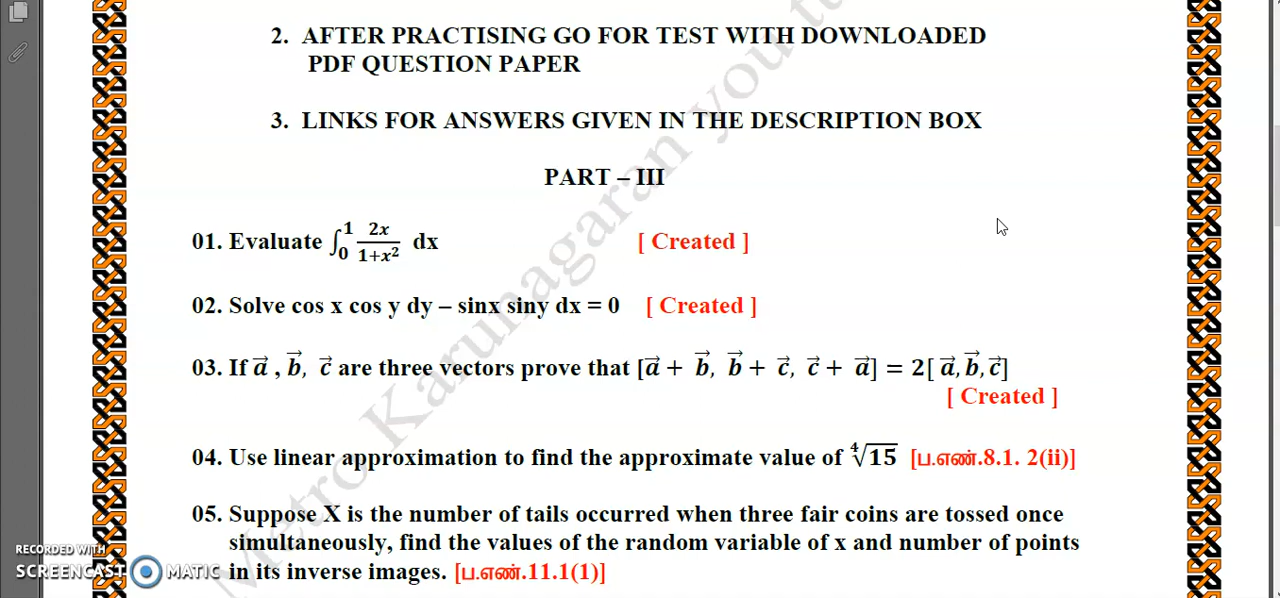 2. AFTER PRACTISING GO FOR TEST WITH DOWNLOADED
PDF QUESTION PAPER
3. LINKS FOR ANSWERS GIVEN IN THE DESCRIPTION BOX
PART – III
01. Evaluate ∫₀¹ 2x/(1+x²) dx [ Created ]
02. Solve cos x cos y dy – sinx siny dx = 0 [ Created ]
03. If a⃗ , b⃗, c⃗ are three vectors prove that [a⃗ + b⃗, b⃗ + c⃗, c⃗ + a⃗] = 2[ a⃗, b⃗, c⃗]
[ Created ]
04. Use linear approximation to find the approximate value of ∜15 [ப.எண்.8.1. 2(ii)]
05. Suppose X is the number of tails occurred when three fair coins are tossed once
simultaneously, find the values of the random variable of x and number of points
in its inverse images. [ப.எண்.11.1(1)]
Metro Karunagaran you tu
RECORDED WITH
SCREENCAST MATIC